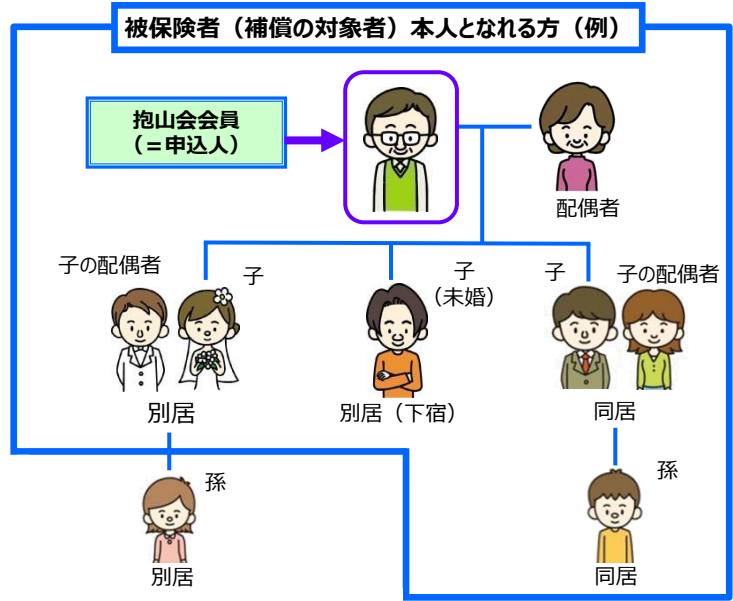 被保険者（補償の対象者）本人となれる方（例）
抱山会会員
（＝申込人）
配偶者
子の配偶者
子
子
（未婚）
子
子の配偶者
別居
別居（下宿）
同居
孫
孫
別居
同居